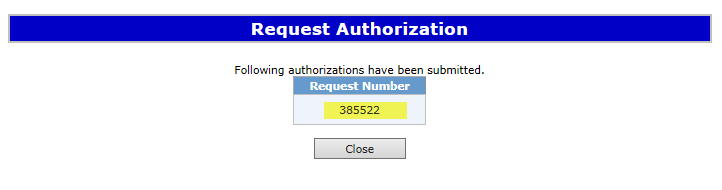 Request Authorization
Following authorizations have been submitted.
Request Number
385522
Close